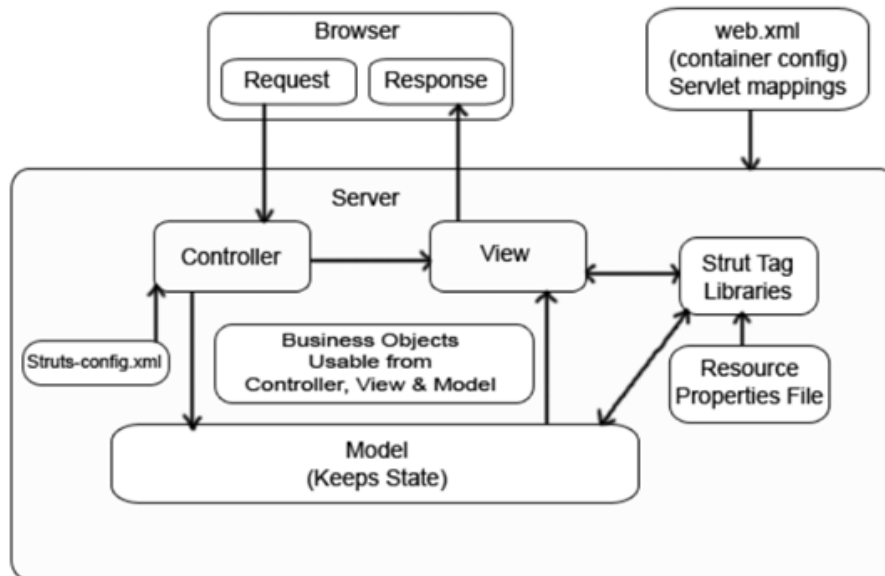 Browser
Request
Response
web.xml
(container config)
Servlet mappings
Server
Controller
View
Strut Tag
Libraries
Struts-config.xml
Business Objects
Usable from
Controller, View & Model
Resource
Properties File
Model
(Keeps State)